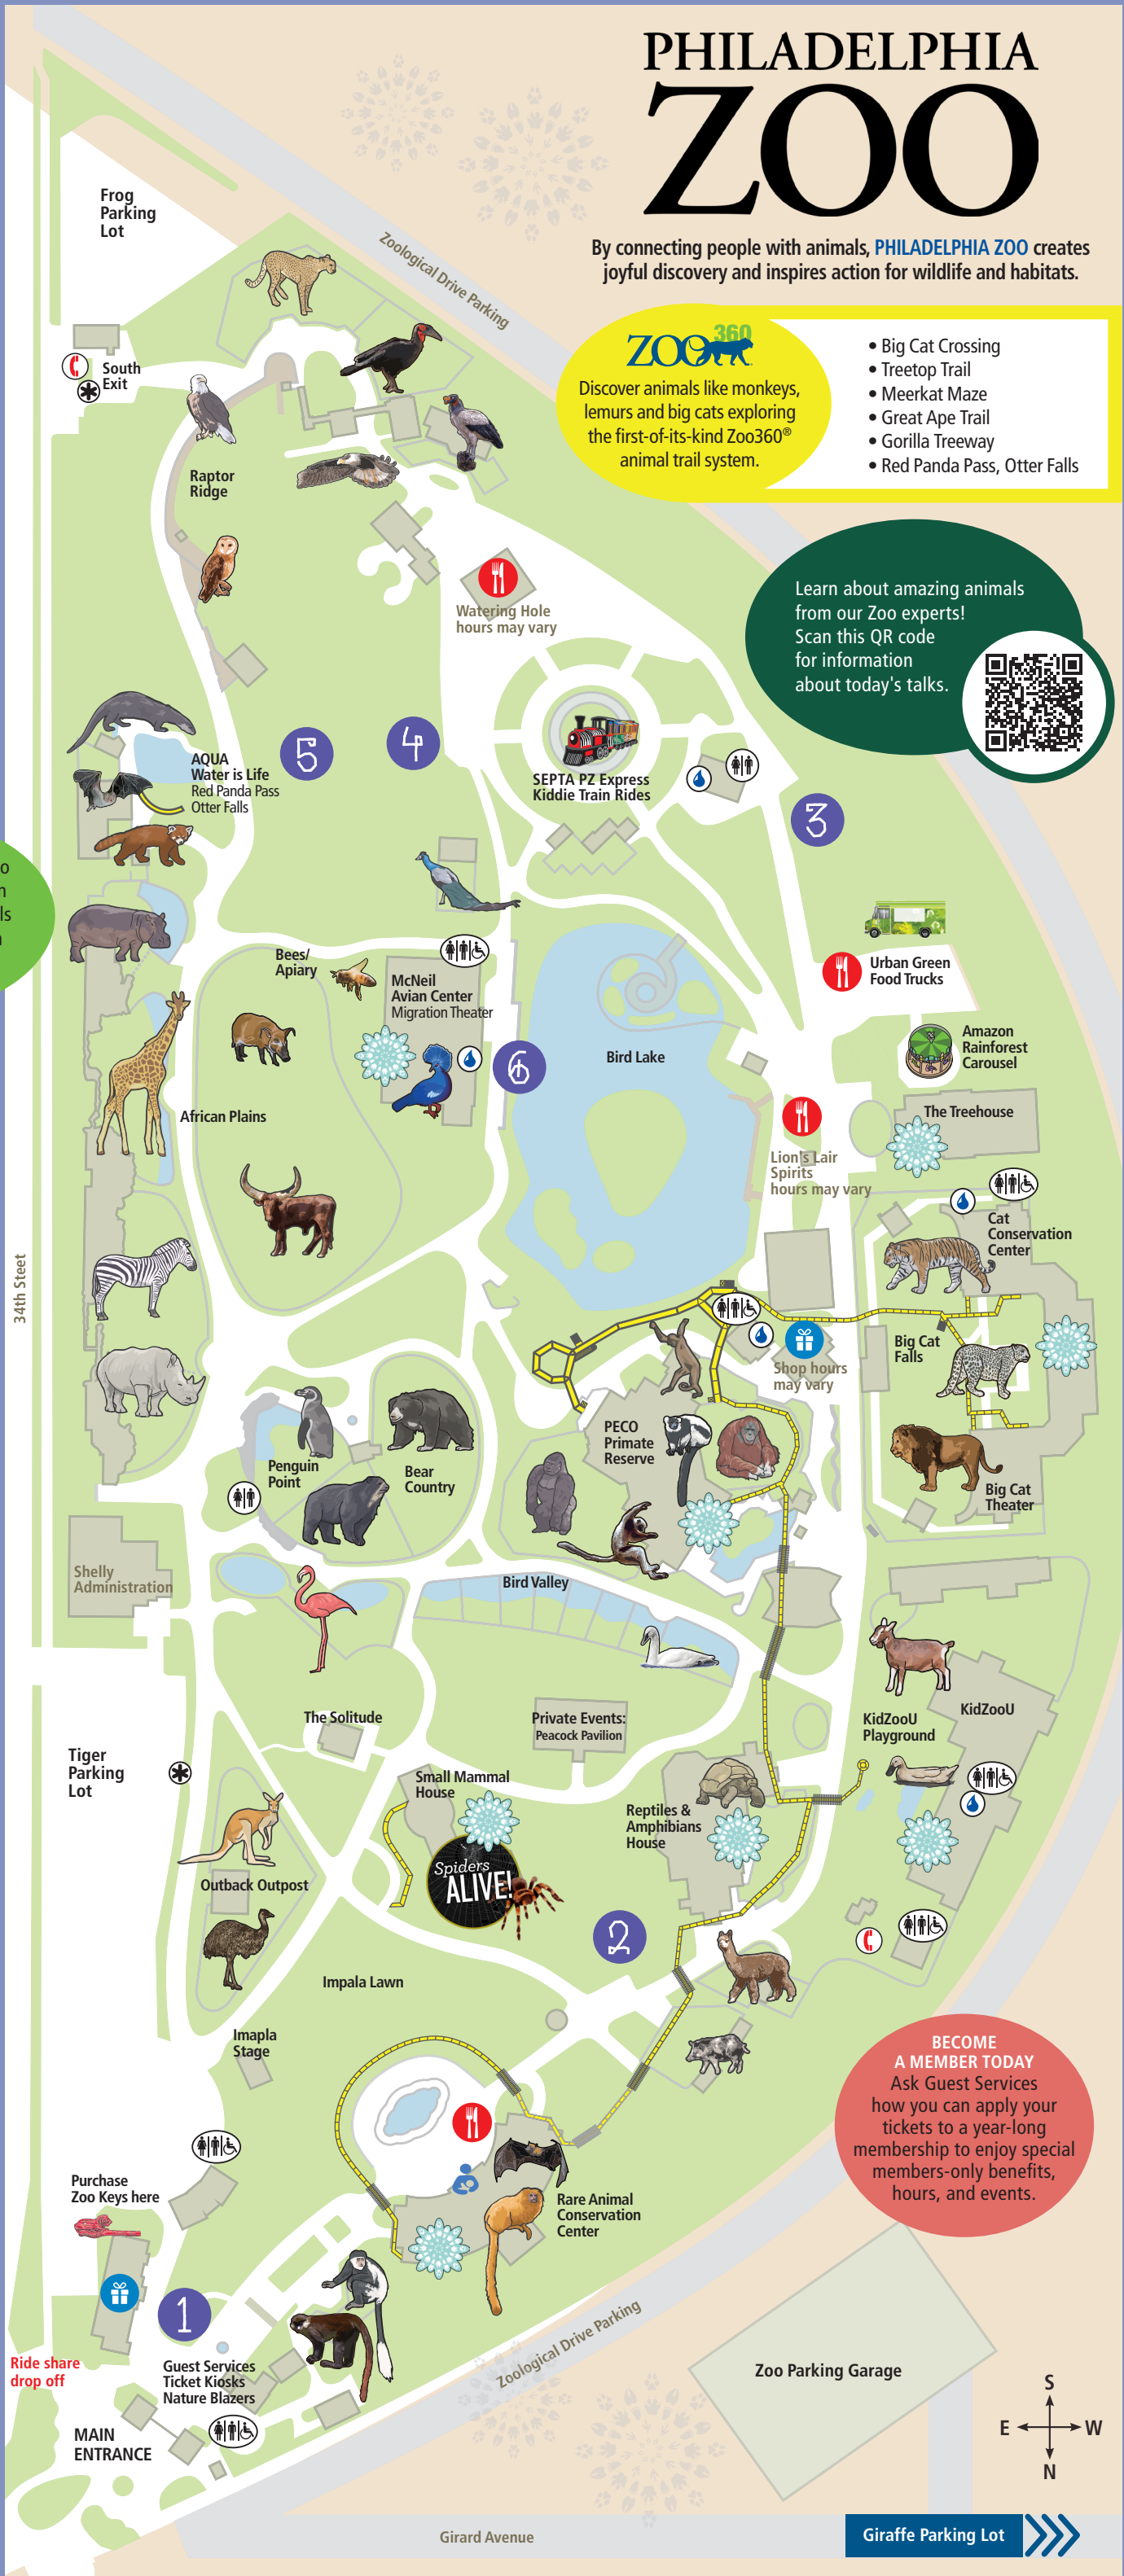 PHILADELPHIA
ZOO
By connecting people with animals, PHILADELPHIA ZOO creates
joyful discovery and inspires action for wildlife and habitats.
Frog
Parking
Lot
Zoological Drive Parking
ZOO360
Discover animals like monkeys,
lemurs and big cats exploring
the first-of-its-kind Zoo360®
animal trail system.
• Big Cat Crossing
• Treetop Trail
• Meerkat Maze
• Great Ape Trail
• Gorilla Treeway
• Red Panda Pass, Otter Falls
South
Exit
Raptor
Ridge
Learn about amazing animals
from our Zoo experts!
Scan this QR code
for information
about today's talks.
Watering Hole
hours may vary
AQUA
Water is Life
Red Panda Pass
Otter Falls
5
4
SEPTA PZ Express
Kiddie Train Rides
3
o
n
ls
Urban Green
Food Trucks
Bees/
Apiary
McNeil
Avian Center
Migration Theater
6
Bird Lake
Amazon
Rainforest
Carousel
African Plains
The Treehouse
Lion's Lair
Spirits
hours may vary
Cat
Conservation
Center
34th Steet
Big Cat
Falls
Shop hours
may vary
PECO
Primate
Reserve
Penguin
Point
Bear
Country
Big Cat
Theater
Shelly
Administration
Bird Valley
The Solitude
Private Events:
Peacock Pavilion
KidZooU
KidZooU
Playground
Tiger
Parking
Lot
Small Mammal
House
Reptiles &
Amphibians
House
Spiders
ALIVE!
Outback Outpost
2
Impala Lawn
Imapla
Stage
BECOME
A MEMBER TODAY
Ask Guest Services
how you can apply your
tickets to a year-long
membership to enjoy special
members-only benefits,
hours, and events.
Purchase
Zoo Keys here
Rare Animal
Conservation
Center
1
Ride share
drop off
Guest Services
Ticket Kiosks
Nature Blazers
Zoological Drive Parking
Zoo Parking Garage
MAIN
ENTRANCE
S
E W
N
Girard Avenue
Giraffe Parking Lot